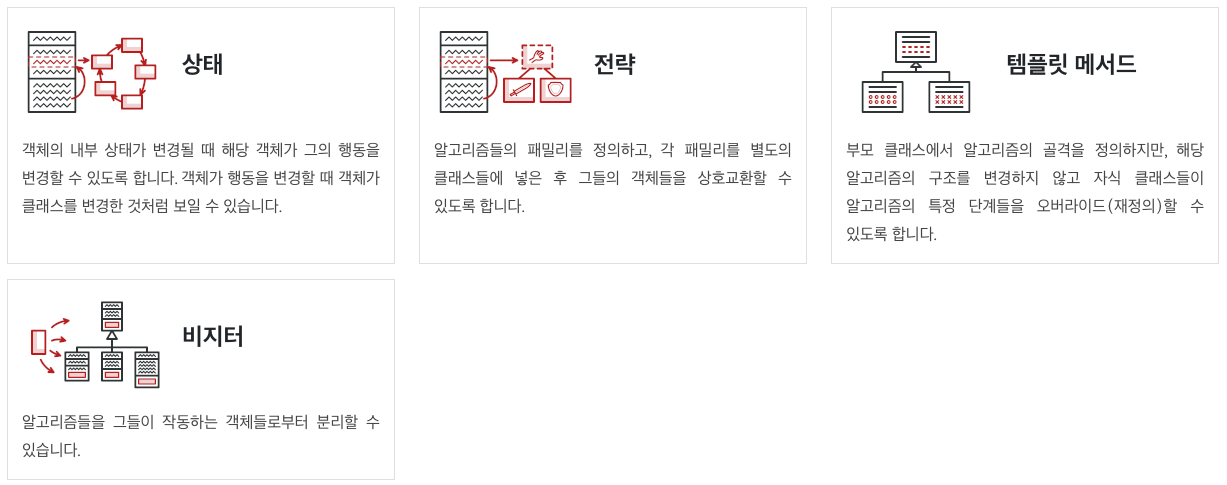 상태
객체의 내부 상태가 변경될 때 해당 객체가 그의 행동을
변경할 수 있도록 합니다. 객체가 행동을 변경할 때 객체가
클래스를 변경한 것처럼 보일 수 있습니다.
전략
알고리즘들의 패밀리를 정의하고, 각 패밀리를 별도의
클래스들에 넣은 후 그들의 객체들을 상호교환할 수
있도록 합니다.
템플릿 메서드
부모 클래스에서 알고리즘의 골격을 정의하지만, 해당
알고리즘의 구조를 변경하지 않고 자식 클래스들이
알고리즘의 특정 단계들을 오버라이드(재정의)할 수
있도록 합니다.
비지터
알고리즘들을 그들이 작동하는 객체들로부터 분리할 수
있습니다.